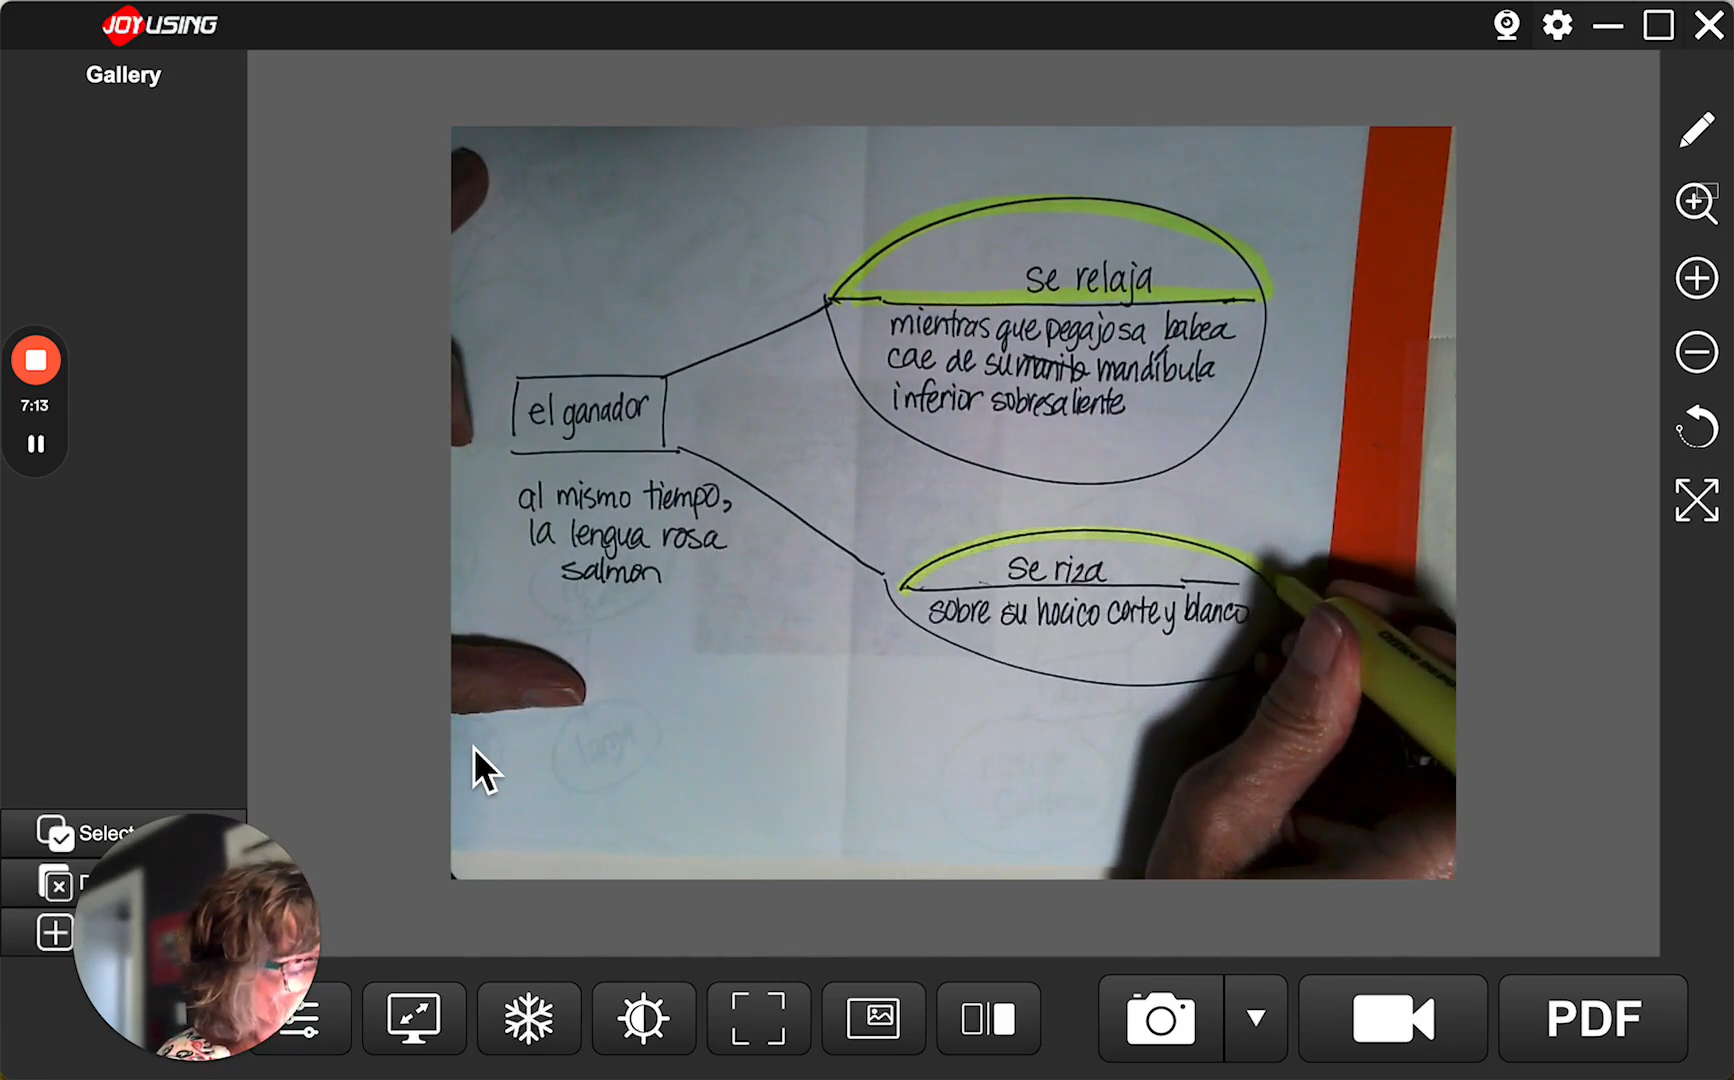 JOYUSING
Gallery
se relaja
mientras que pegajosa babea
cae de su mandíbula
inferior sobresaliente
el ganador
al mismo tiempo,
la lengua rosa
salmon
se riza
sobre su hocico corte y blanco
7:13
Select
PDF